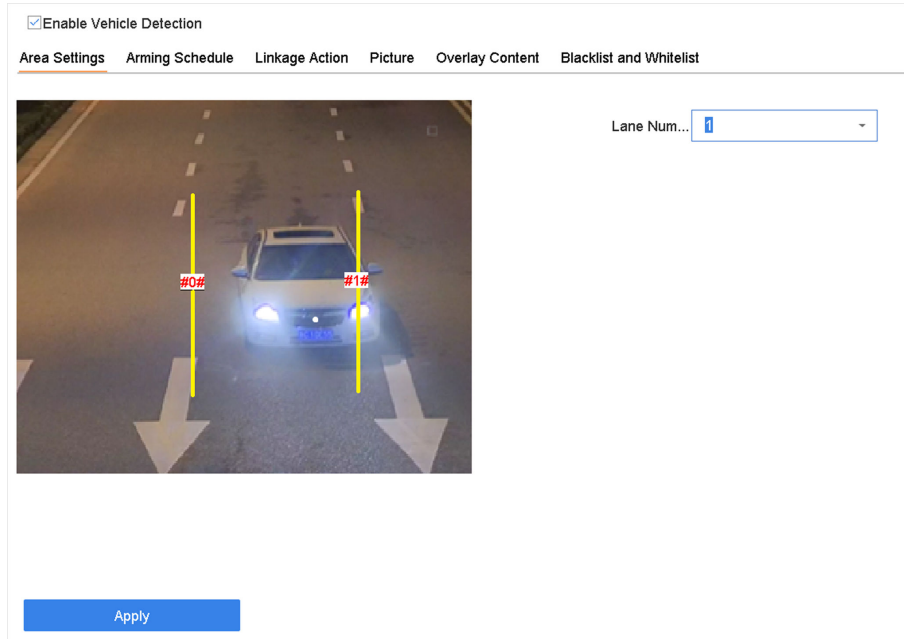 Enable Vehicle Detection
Area Settings Arming Schedule Linkage Action Picture Overlay Content Blacklist and Whitelist
Lane Num... 1
#0# #1#
Apply